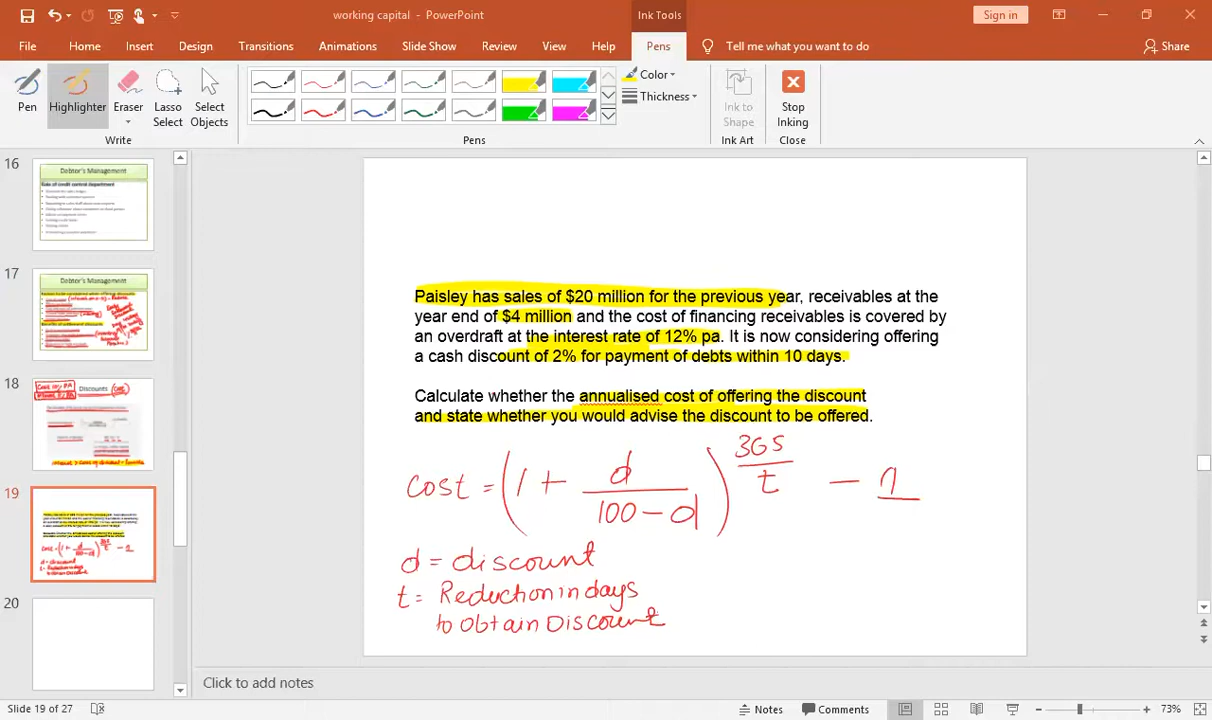 working capital - PowerPoint
Ink Tools
Sign in
File
Home
Insert
Design
Transitions
Animations
Slide Show
Review
View
Help
Pens
Tell me what you want to do
Share
Pen
Highlighter
Eraser
Lasso Select
Select Objects
Color
Thickness
Ink to Shape
Stop Inking
Write
Pens
Ink Art
Close
16
Debtor's Management
17
Debtor's Management
18
Discounts
19
20
Paisley has sales of $20 million for the previous year, receivables at the
year end of $4 million and the cost of financing receivables is covered by
an overdraft at the interest rate of 12% pa. It is now considering offering
a cash discount of 2% for payment of debts within 10 days.
Calculate whether the annualised cost of offering the discount
and state whether you would advise the discount to be offered.
cost = (1 + d / 100 - d) 365 / t - 1
d = discount
t = Reduction in days
to Obtain Discount
Click to add notes
Slide 19 of 27
Notes
Comments
73%